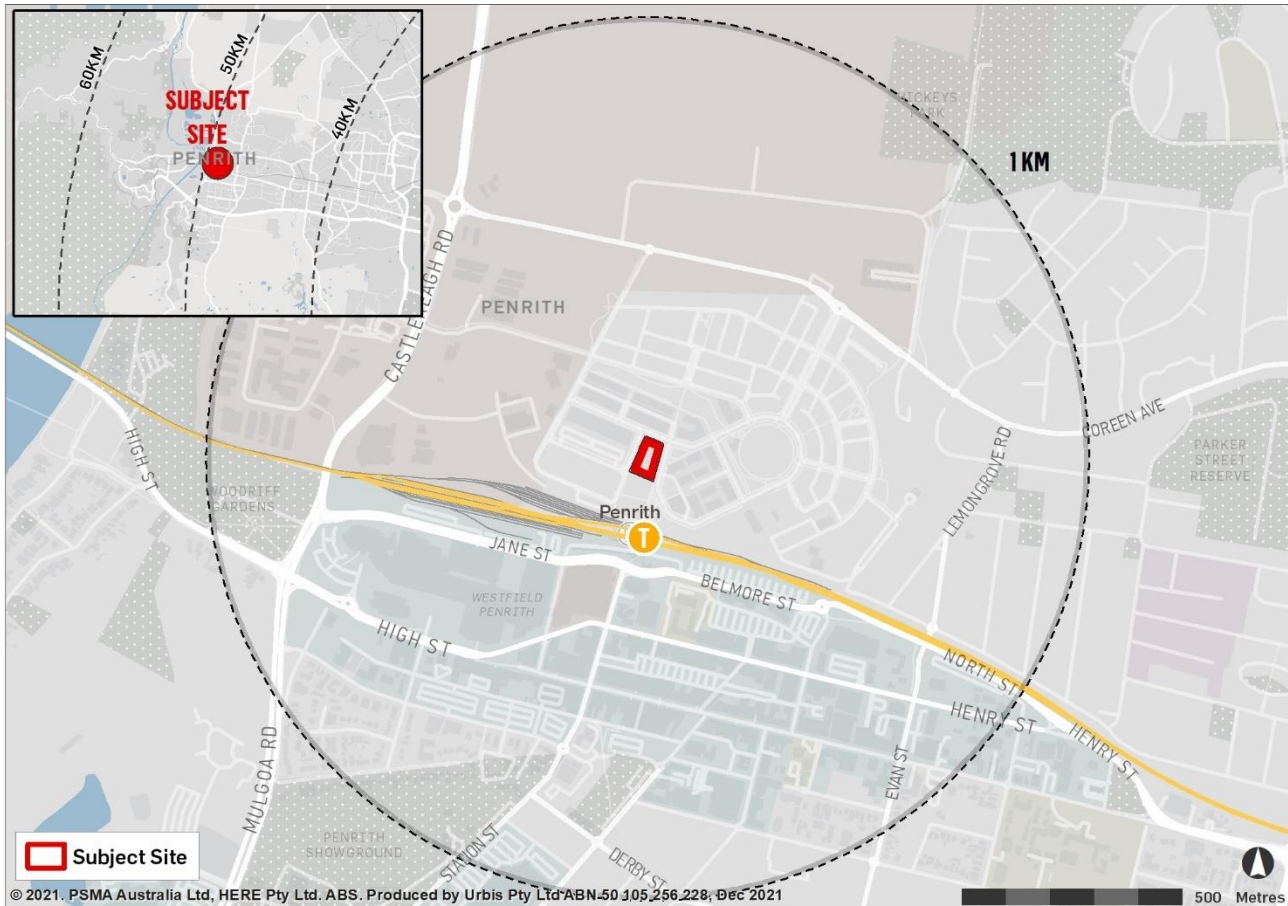 60KM
50KM
40KM
SUBJECT
SITE
PENRITH
1 KM
CASTLEREAGH RD
PENRITH
COREEN AVE
PARKER
STREET
RESERVE
LEMONGROVE RD
HIGH ST
WOODRIFF
GARDENS
Penrith
T
JANE ST
BELMORE ST
WESTFIELD
PENRITH
HIGH ST
NORTH ST
HENRY ST
HENRY ST
EVAN ST
MULGOA RD
PENRITH
SHOWGROUND
STATION ST
DERBY ST
Subject Site
© 2021. PSMA Australia Ltd, HERE Pty Ltd. ABS. Produced by Urbis Pty Ltd ABN 50 105 256 228, Dec 2021
500 Metres